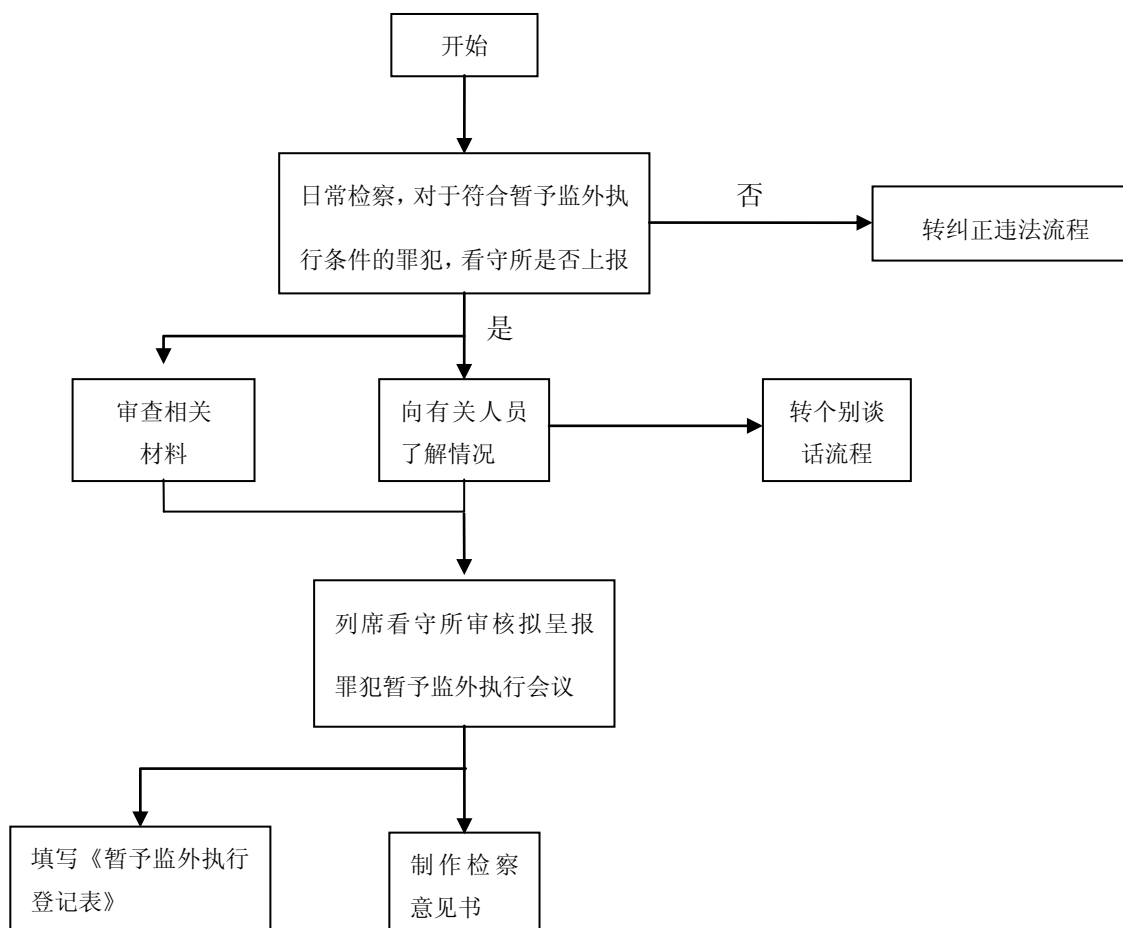 开始
日常检察，对于符合暂予监外执
行条件的罪犯，看守所是否上报
否
转纠正违法流程
是
审查相关
材料
向有关人员
了解情况
转个别谈
话流程
列席看守所审核拟呈报
罪犯暂予监外执行会议
填写《暂予监外执行
登记表》
制作检察
意见书